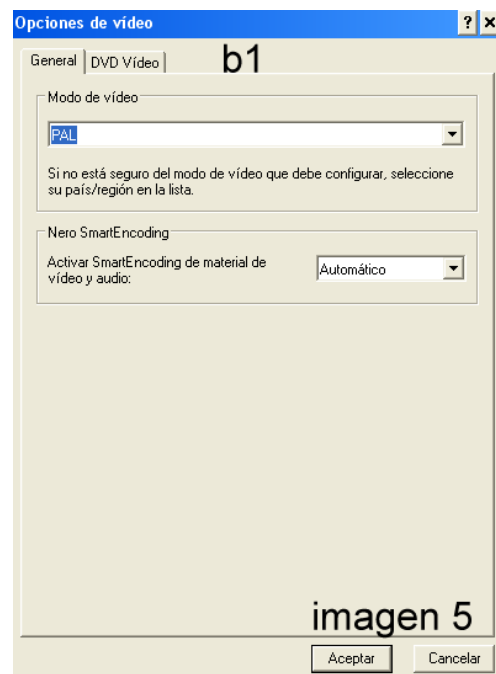 Opciones de vídeo
General
DVD Vídeo
b1
Modo de vídeo
PAL
Si no está seguro del modo de vídeo que debe configurar, seleccione
su país/región en la lista.
Nero SmartEncoding
Activar SmartEncoding de material de
vídeo y audio:
Automático
imagen 5
Aceptar
Cancelar